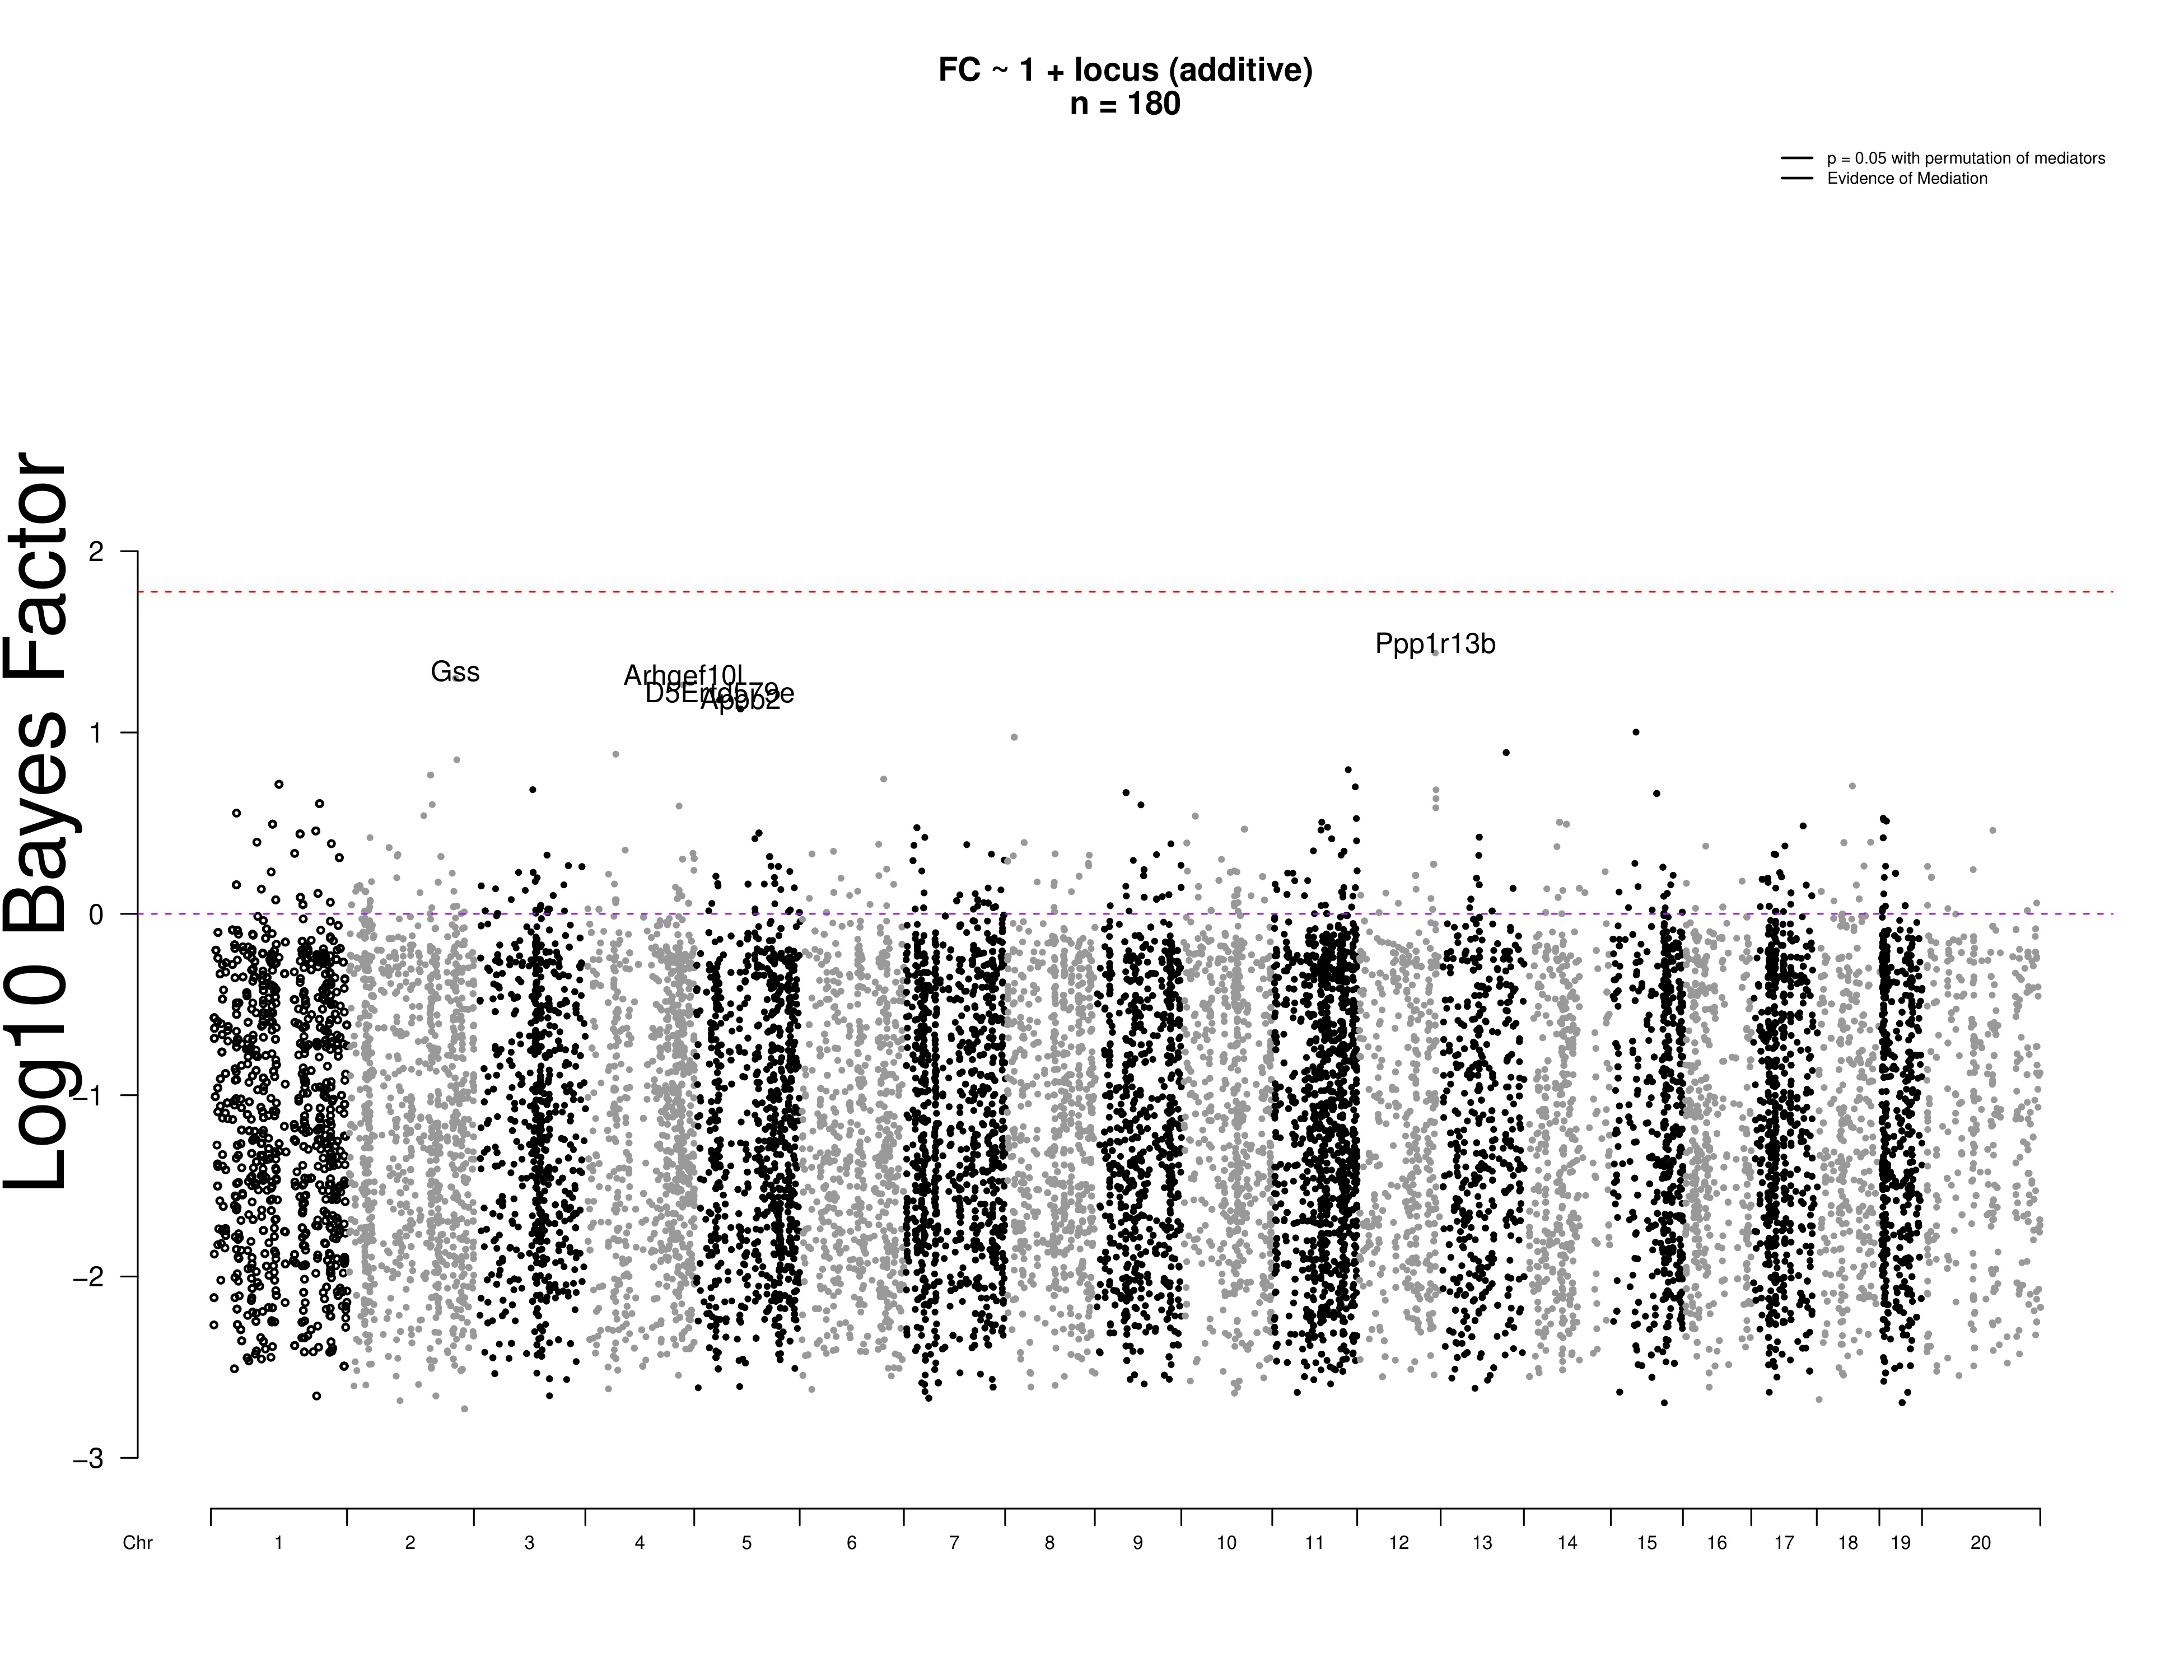 FC ~ 1 + locus (additive)
n = 180
p = 0.05 with permutation of mediators
Evidence of Mediation
Log10 Bayes Factor
2
1
0
−1
−2
−3
Ppp1r13b
Gss
Arhgef10l
D5Ertd579e
Apbb2
Chr 1 2 3 4 5 6 7 8 9 10 11 12 13 14 15 16 17 18 19 20